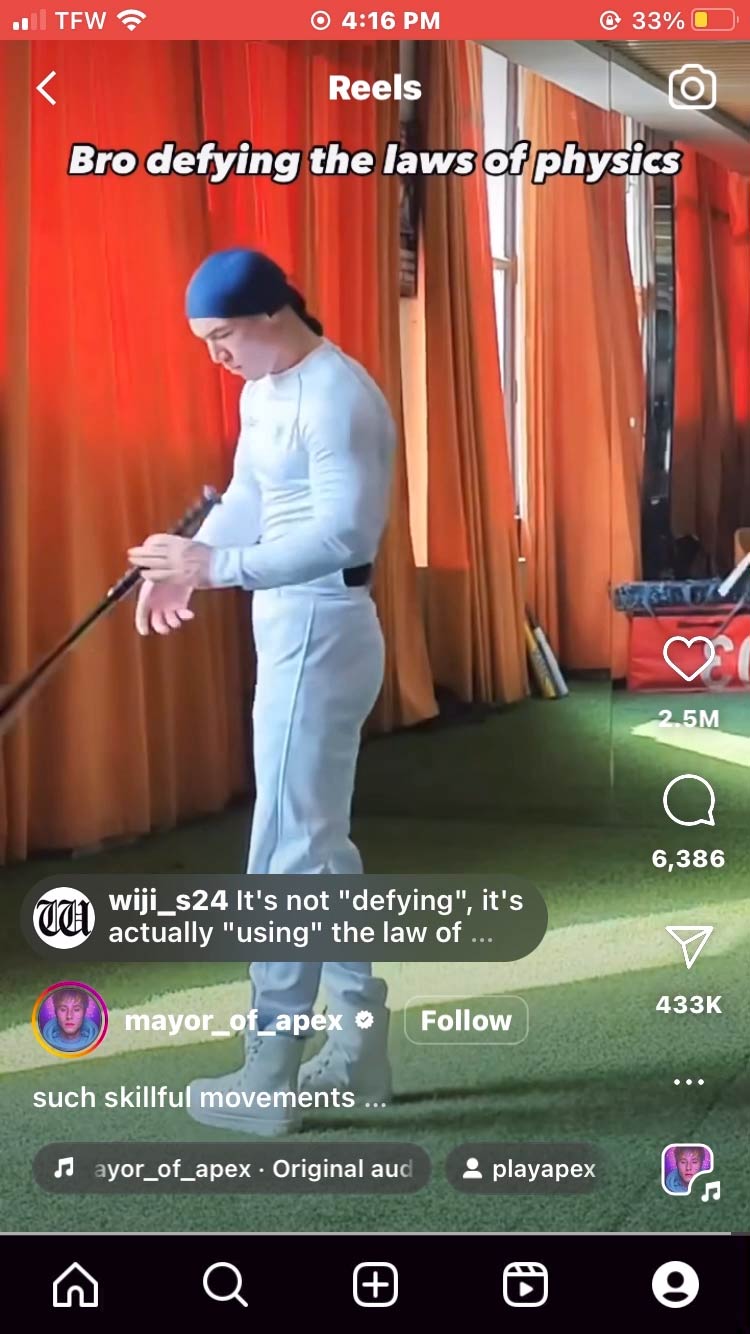 TFW 4:16 PM 33%
Reels
Bro defying the laws of physics
2.5M
6,386
wiji_s24 It's not "defying", it's
actually "using" the law of ...
433K
mayor_of_apex Follow
such skillful movements ...
ayor_of_apex · Original aud playapex